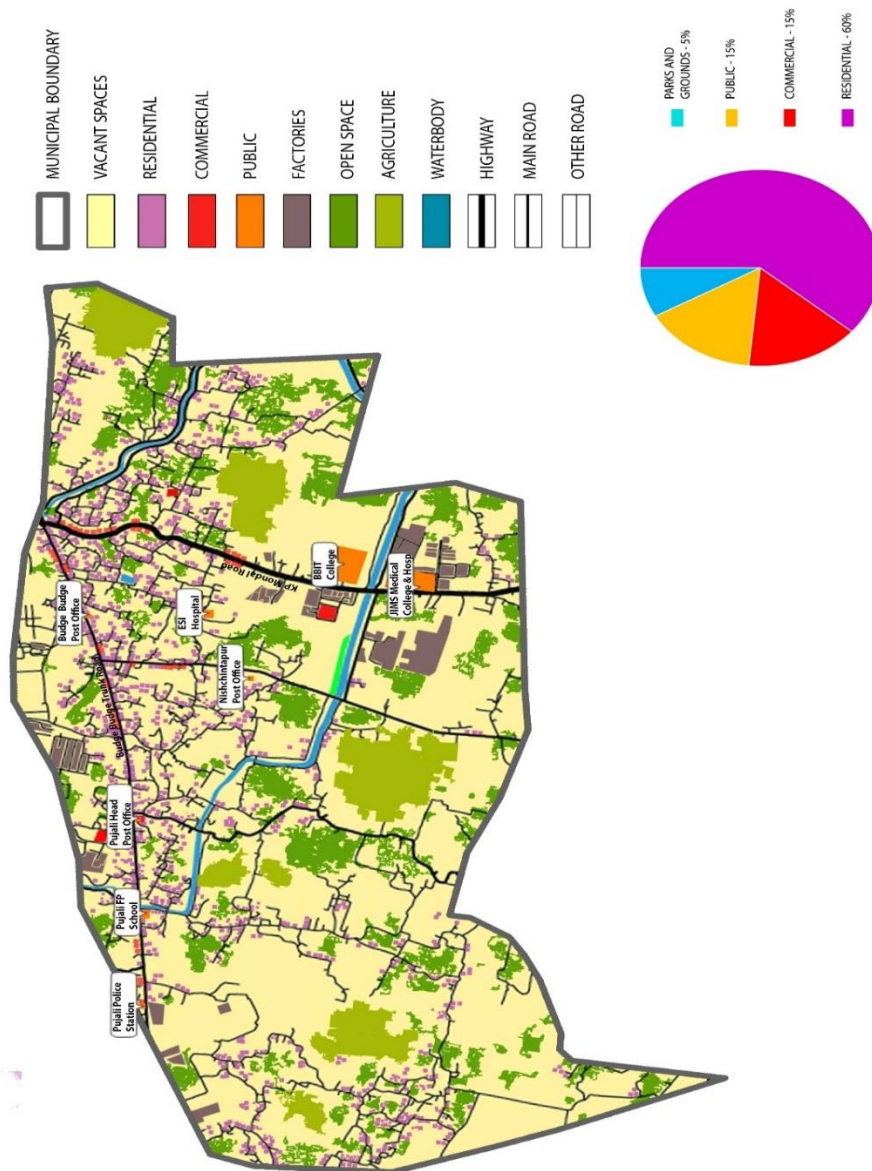 MUNICIPAL BOUNDARY
VACANT SPACES
RESIDENTIAL
COMMERCIAL
PUBLIC
FACTORIES
OPEN SPACE
AGRICULTURE
WATERBODY
HIGHWAY
MAIN ROAD
OTHER ROAD
PARKS AND
GROUNDS - 5%
PUBLIC - 15%
COMMERCIAL - 15%
RESIDENTIAL - 60%
Pujali Police
Station
Pujali FP
School
Pujali Head
Post Office
Budge Budge Trunk Road
Budge Budge
Post Office
ESI
Hospital
Nishchintapur
Post Office
KP Mondal Road
BBIT
College
JIMS Medical
College & Hosp